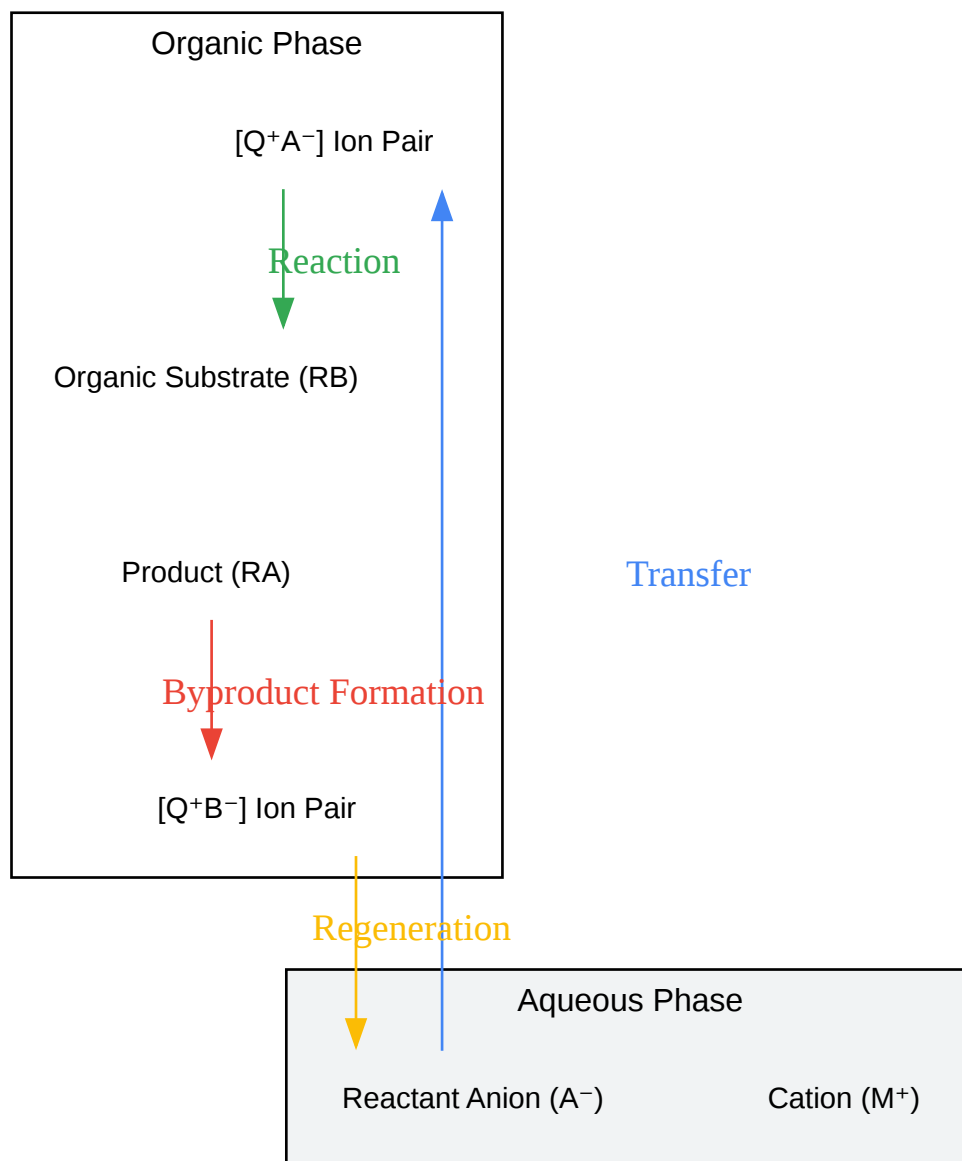 Organic Phase
[Q⁺A⁻] Ion Pair
Reaction
Organic Substrate (RB)
Product (RA)
Transfer
Byproduct Formation
[Q⁺B⁻] Ion Pair
Regeneration
Aqueous Phase
Reactant Anion (A⁻)
Cation (M⁺)